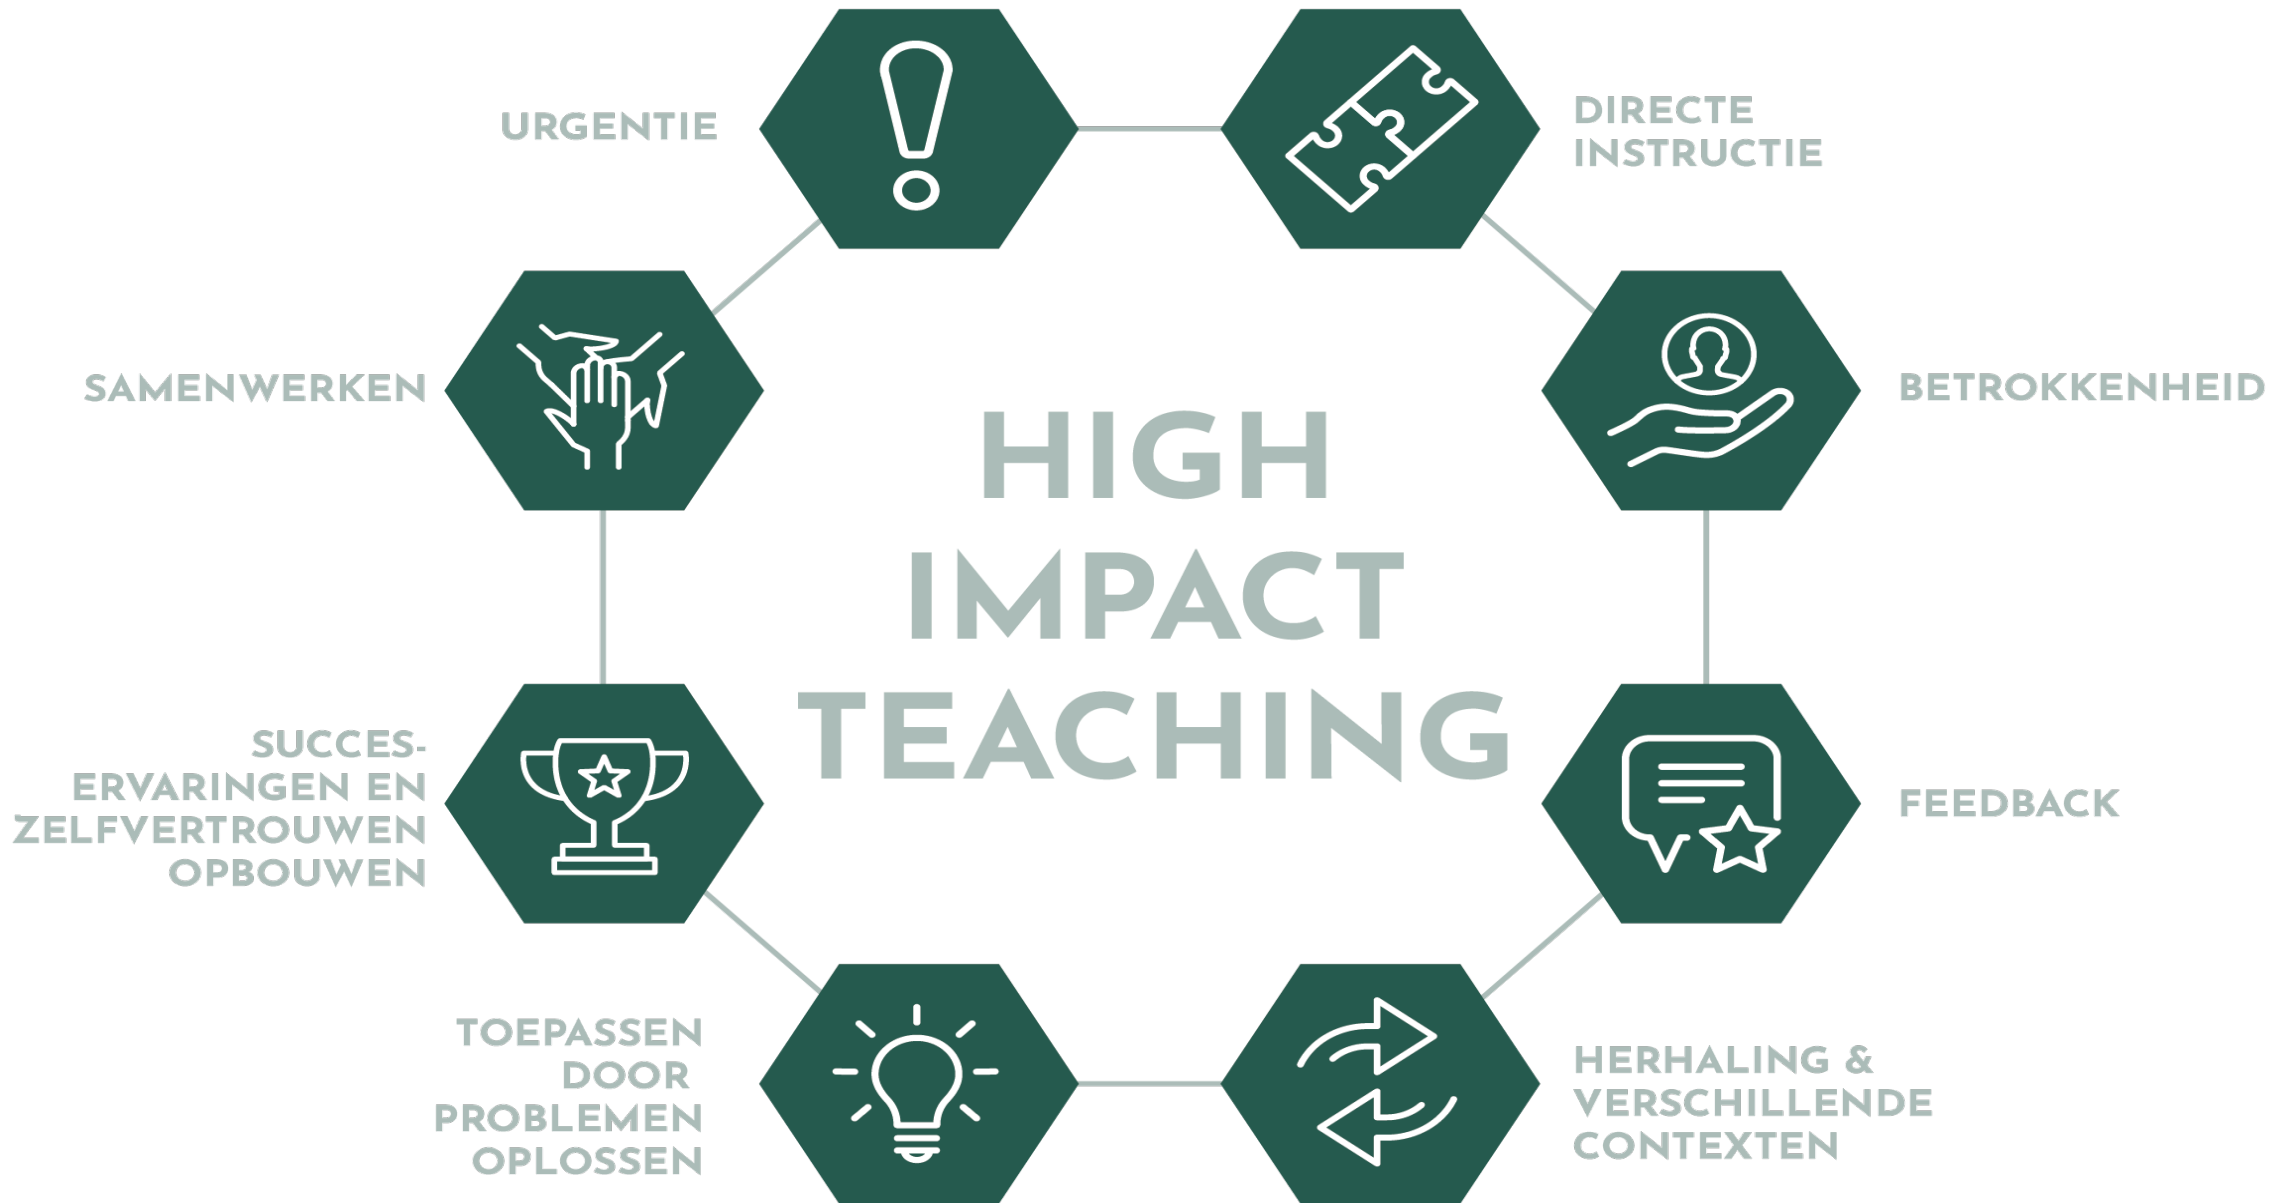 URGENTIE
DIRECTE
INSTRUCTIE
SAMENWERKEN
BETROKKENHEID
HIGH
IMPACT
TEACHING
SUCCES-
ERVARINGEN EN
ZELFVERTROUWEN
OPBOUWEN
FEEDBACK
TOEPASSEN
DOOR
PROBLEMEN
OPLOSSEN
HERHALING &
VERSCHILLENDE
CONTEXTEN